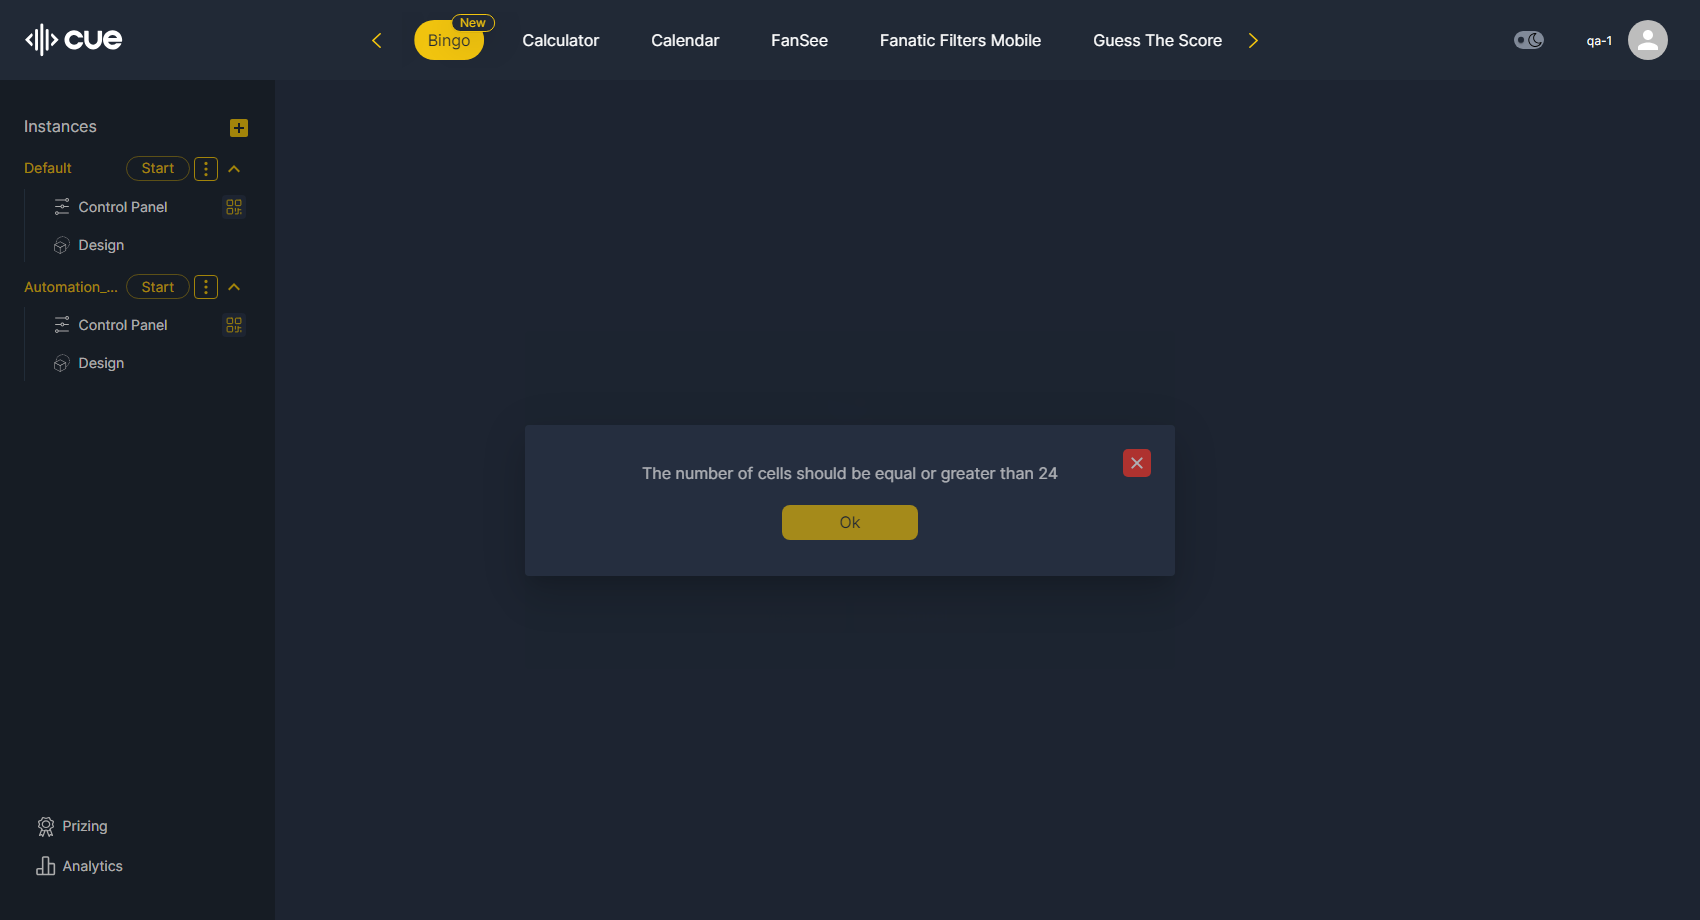 cue
New
Bingo
Calculator
Calendar
FanSee
Fanatic Filters Mobile
Guess The Score
qa-1
Instances
Default
Start
Control Panel
Design
Automation_...
Start
Control Panel
Design
The number of cells should be equal or greater than 24
Ok
Prizing
Analytics